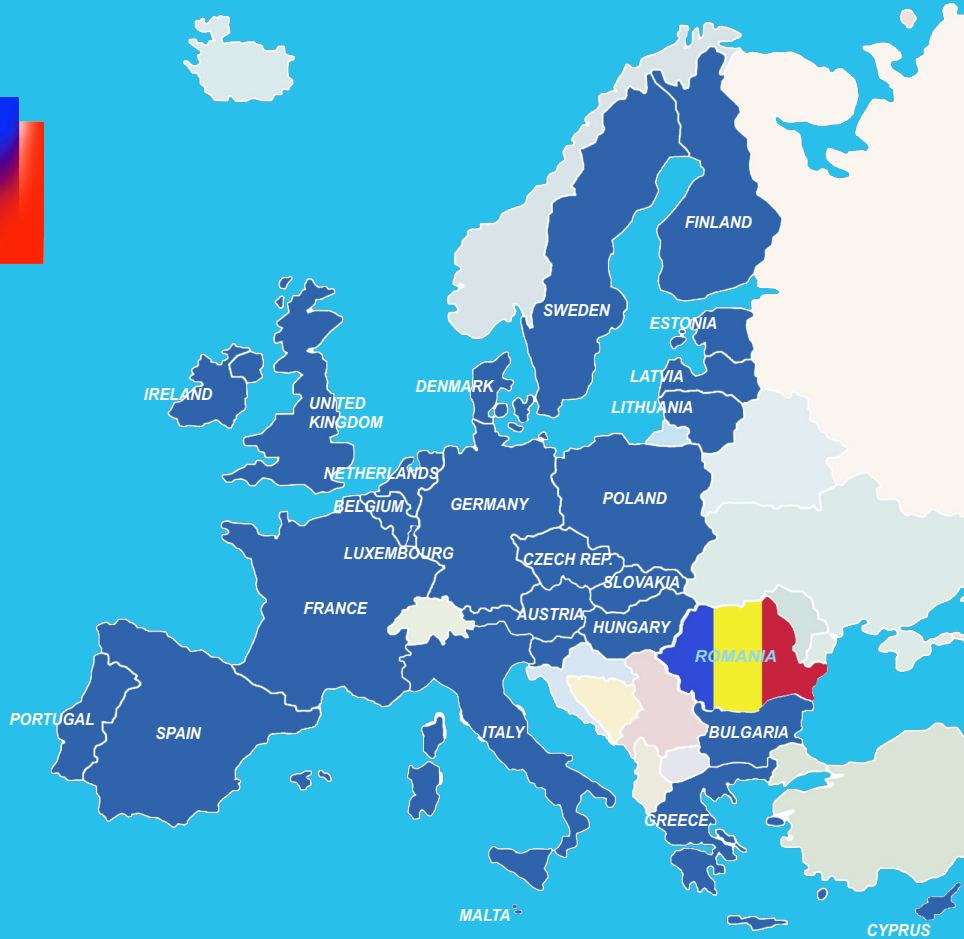 FINLAND
SWEDEN
ESTONIA
LATVIA
DENMARK
IRELAND
UNITED
KINGDOM
LITHUANIA
NETHERLANDS
BELGIUM
GERMANY
POLAND
LUXEMBOURG
CZECH REP.
SLOVAKIA
FRANCE
AUSTRIA
HUNGARY
ROMANIA
PORTUGAL
SPAIN
ITALY
BULGARIA
GREECE
MALTA
CYPRUS